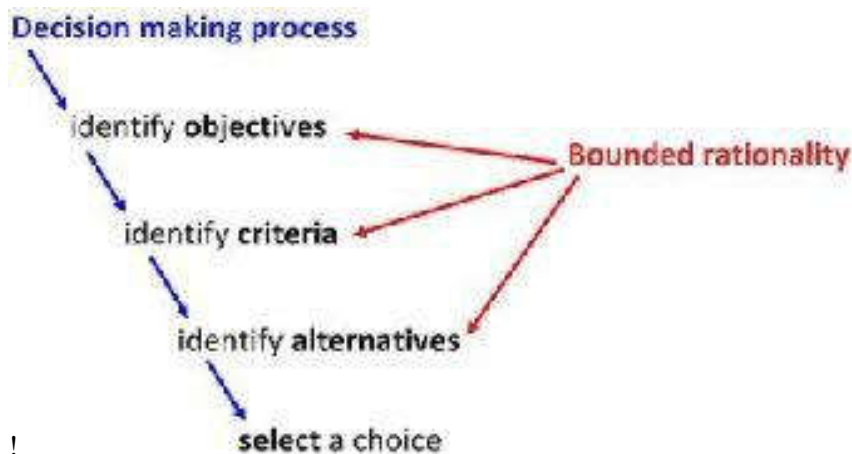 Decision making process
identify objectives
Bounded rationality
identify criteria
identify alternatives
select a choice
!